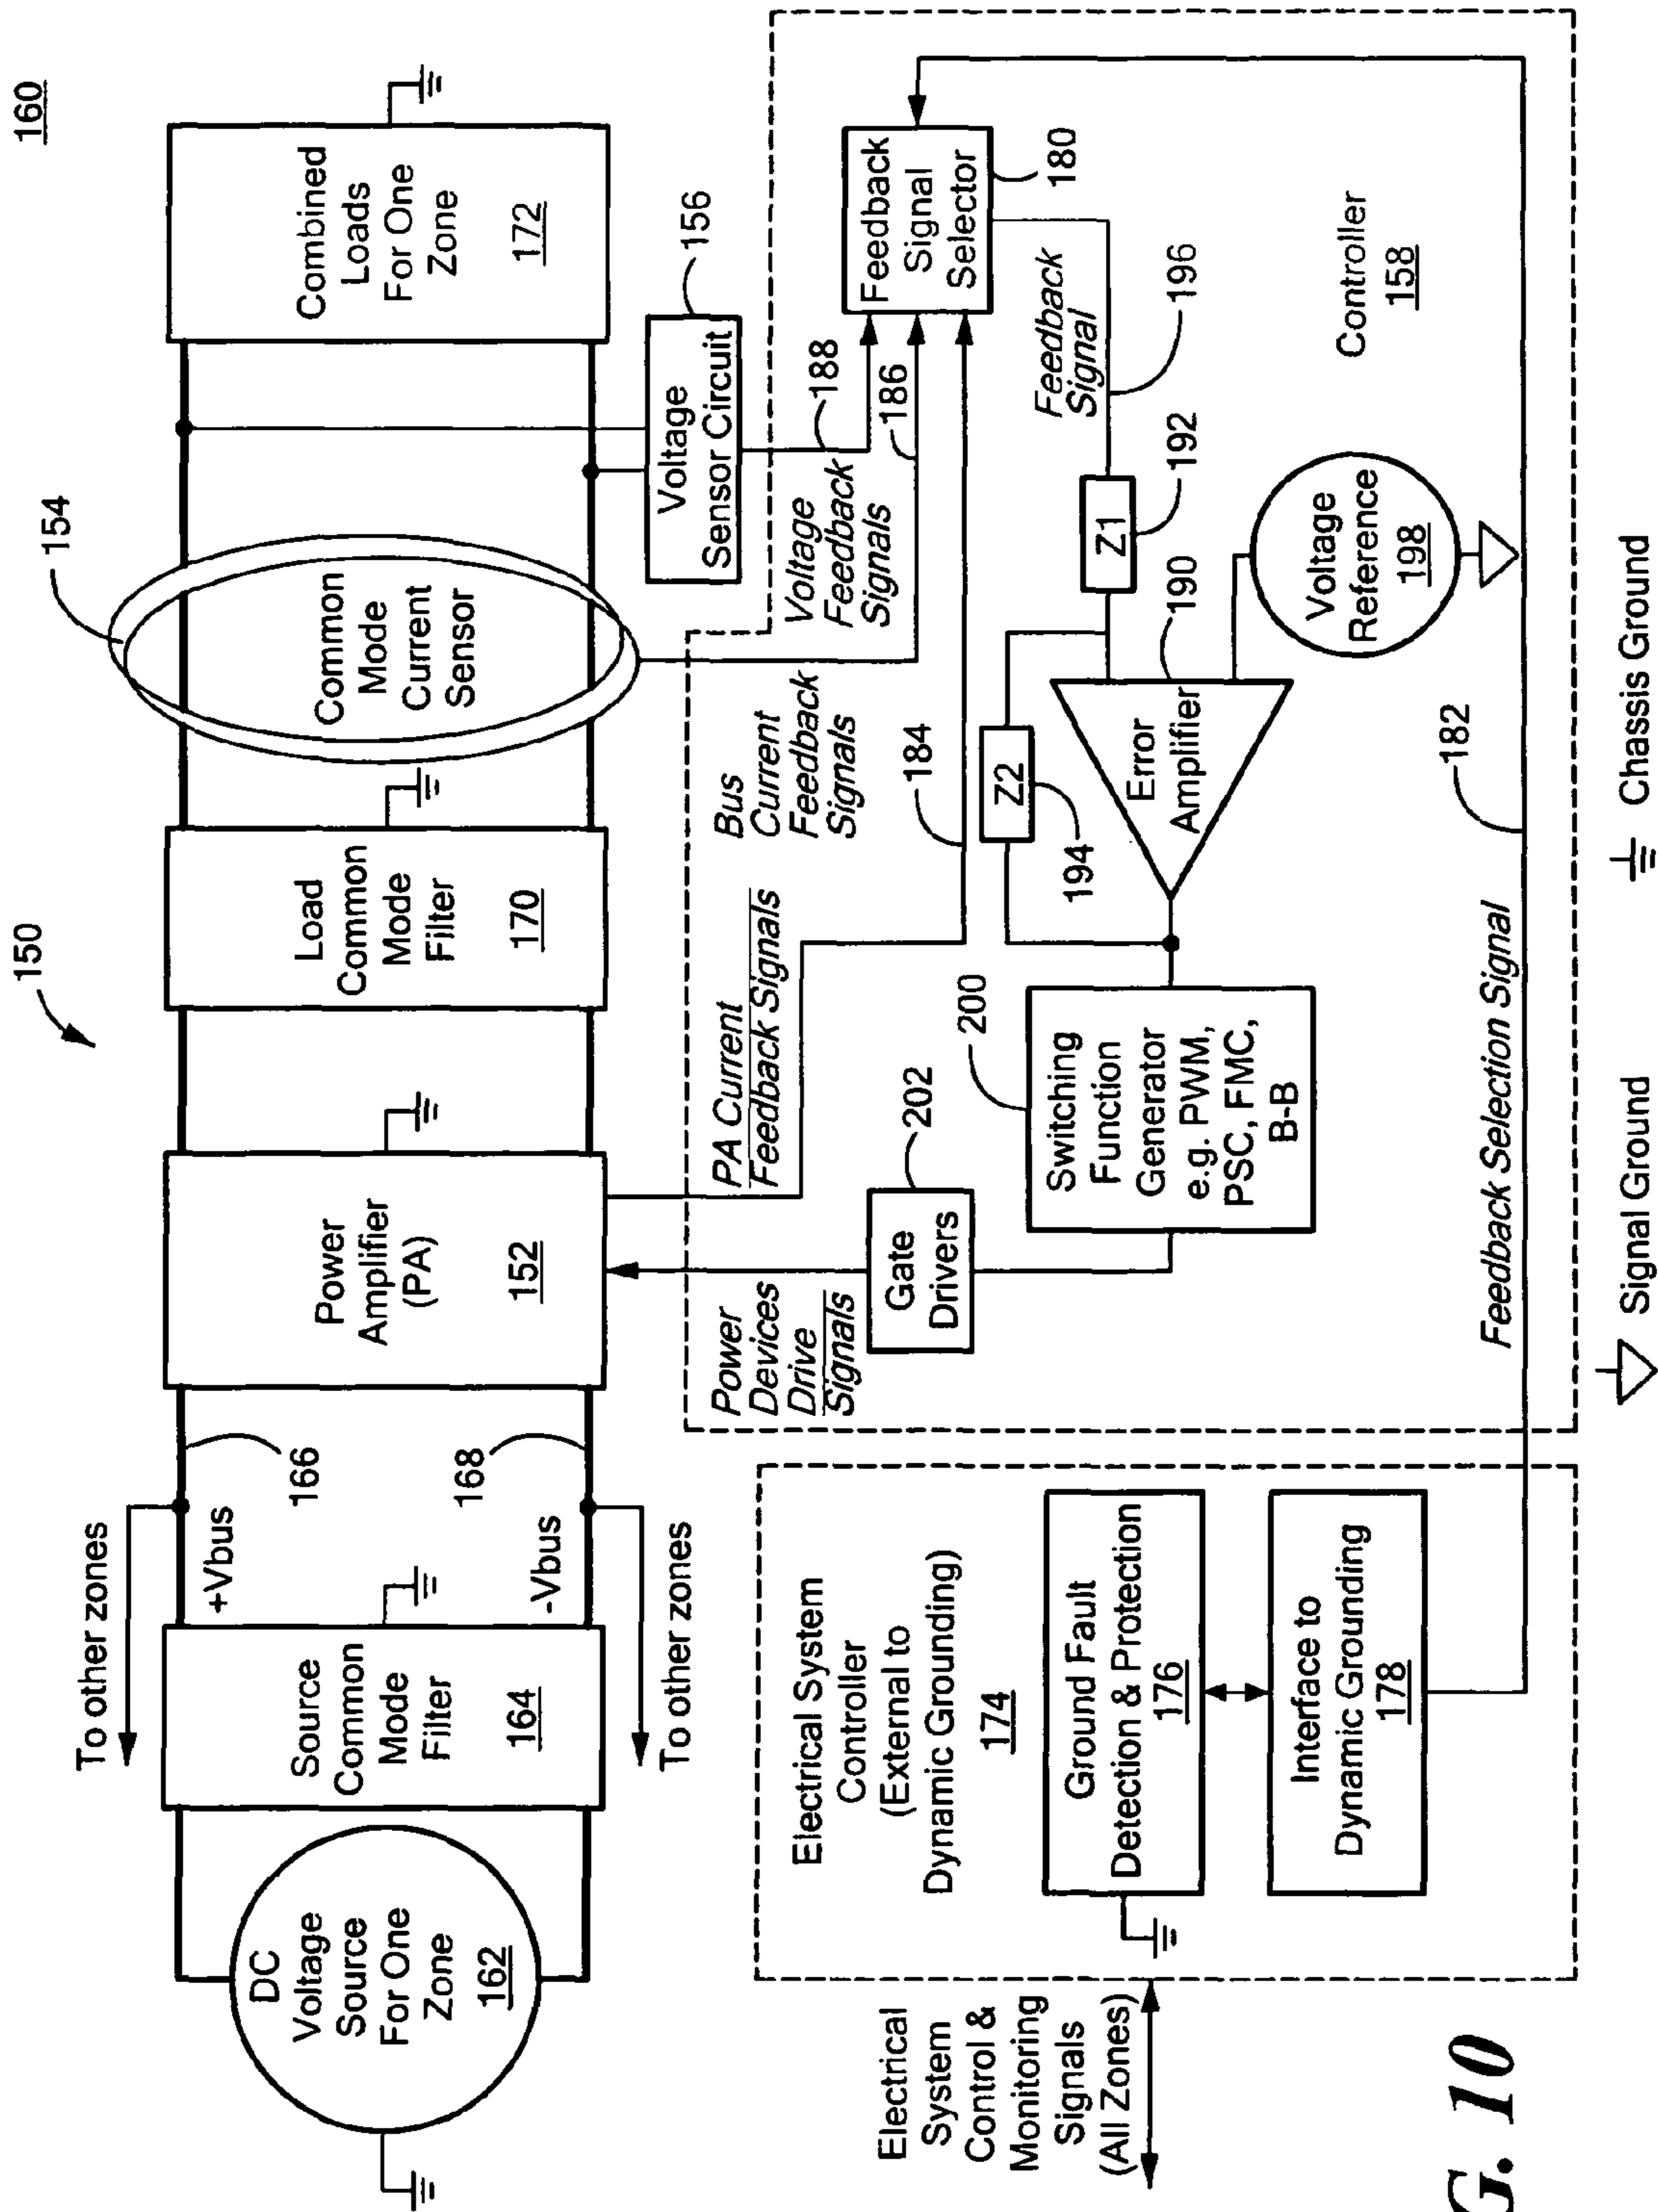 160
150
154
To other zones
+Vbus
166
168
-Vbus
To other zones
DC
Voltage
Source
For One
Zone
162
Source
Common
Mode
Filter
164
Power
Amplifier
(PA)
152
Load
Common
Mode
Filter
170
Common
Mode
Current
Sensor
Combined
Loads
For One
Zone
172
Voltage
Sensor Circuit
156
Power
Devices
Drive
Signals
PA Current
Feedback Signals
Bus
Current
Feedback
Signals
Voltage
Feedback
Signals
188
186
184
Gate
Drivers
202
Feedback
Signal
Selector
180
Feedback
Signal
196
Switching
Function
Generator
e.g. PWM,
PSC, FMC,
B-B
200
Z2
194
Z1
192
Error
Amplifier
190
Voltage
Reference
198
Controller
158
Feedback Selection Signal
182
Electrical System
Controller
(External to
Dynamic Grounding)
174
Ground Fault
Detection & Protection
176
Interface to
Dynamic Grounding
178
Electrical
System
Control &
Monitoring
Signals
(All Zones)
Signal Ground
Chassis Ground
G. 10